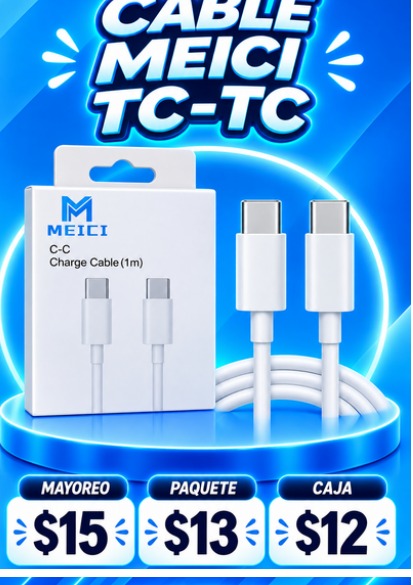 CABLE
MEICI
TC-TC
MEICI
C-C
Charge Cable (1m)
MAYOREO
$15
PAQUETE
$13
CAJA
$12